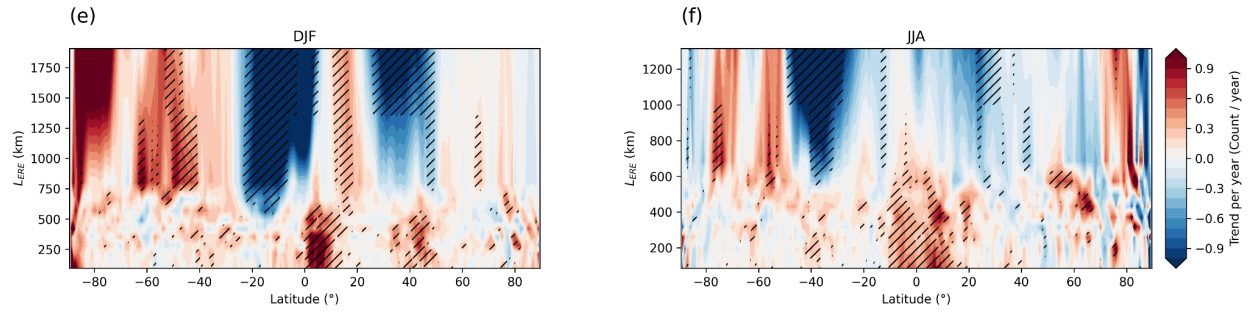 (e)
DJF
1750
1500
1250
1000
750
500
250
L_ERE (km)
−80 −60 −40 −20 0 20 40 60 80
Latitude (°)
(f)
JJA
1200
1000
800
600
400
200
L_ERE (km)
−80 −60 −40 −20 0 20 40 60 80
Latitude (°)
0.9
0.6
0.3
0.0
−0.3
−0.6
−0.9
Trend per year (Count / year)